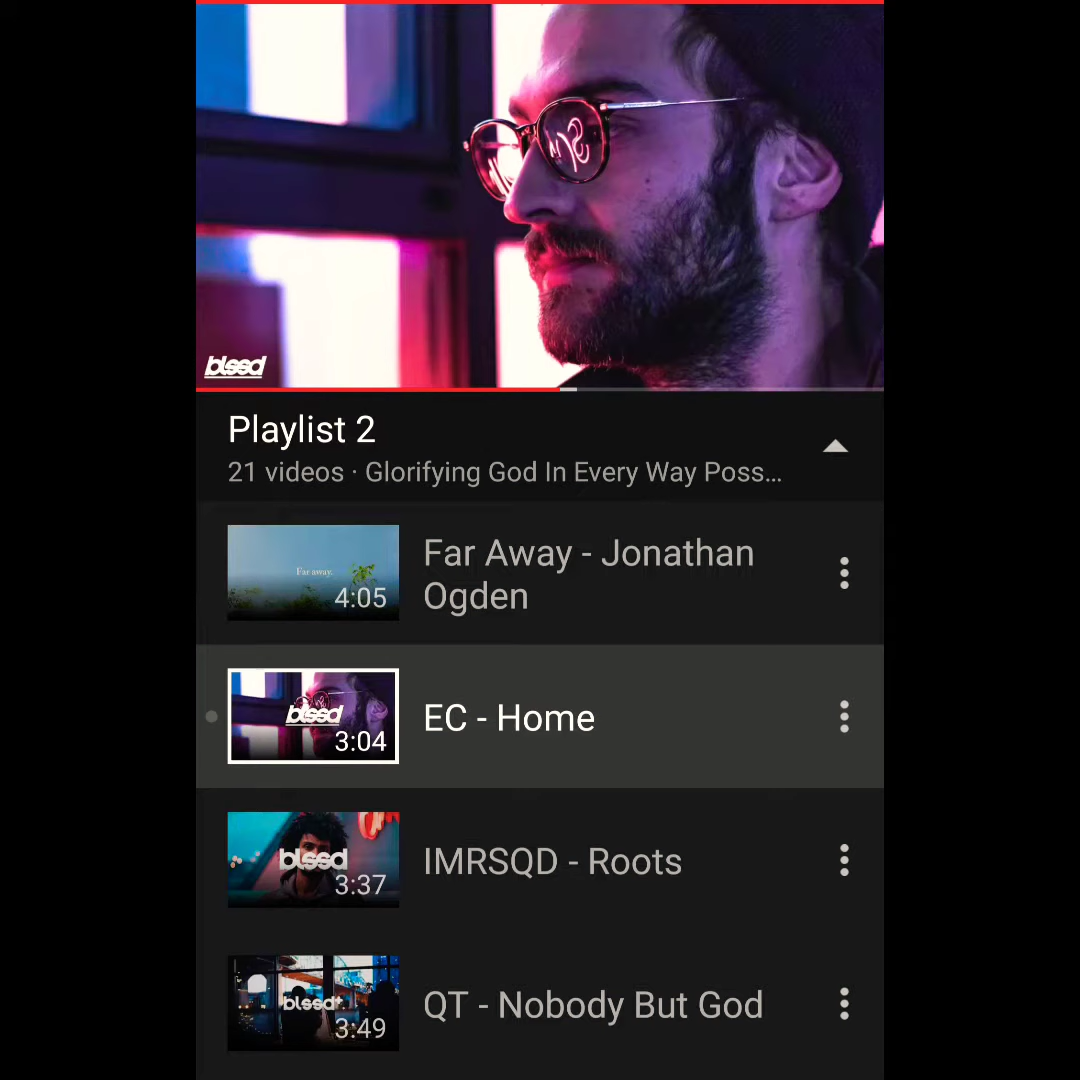 blssd
Playlist 2
21 videos · Glorifying God In Every Way Poss...
Far away.
4:05
Far Away - Jonathan
Ogden
blssd
3:04
EC - Home
blssd
3:37
IMRSQD - Roots
blssd+
3:49
QT - Nobody But God